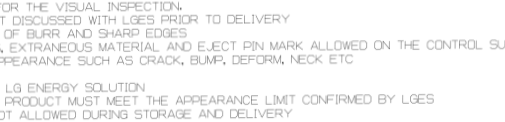 FOR THE VISUAL INSPECTION.
T DISCUSSED WITH LGES PRIOR TO DELIVERY
OF BURR AND SHARP EDGES
, EXTRANEOUS MATERIAL AND EJECT PIN MARK ALLOWED ON THE CONTROL SU
PPEARANCE SUCH AS CRACK, BUMP, DEFORM, NECK ETC
LG ENERGY SOLUTION
PRODUCT MUST MEET THE APPEARANCE LIMIT CONFIRMED BY LGES
OT ALLOWED DURING STORAGE AND DELIVERY